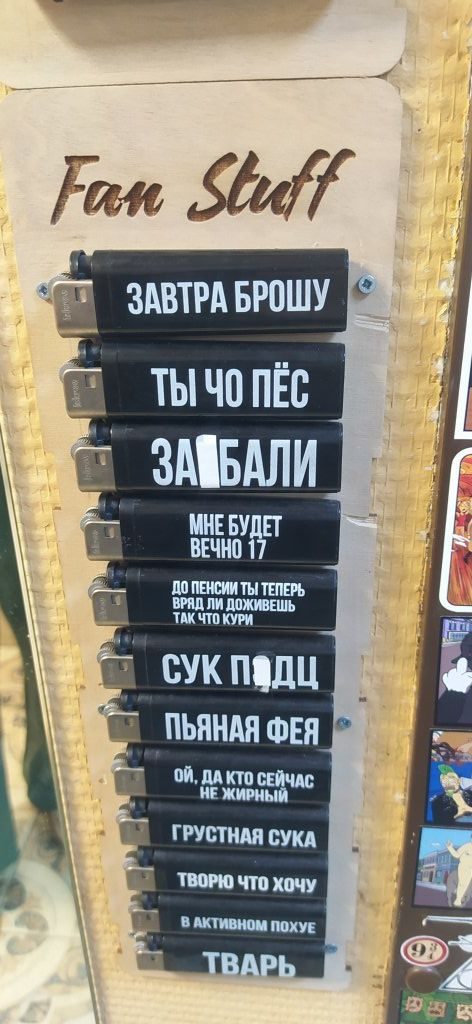 Fan Stuff
ЗАВТРА БРОШУ
ТЫ ЧО ПЁС
ЗА БАЛИ
МНЕ БУДЕТ
ВЕЧНО 17
ДО ПЕНСИИ ТЫ ТЕПЕРЬ
ВРЯД ЛИ ДОЖИВЕШЬ
ТАК ЧТО КУРИ
СУК П ДЦ
ПЬЯНАЯ ФЕЯ
ОЙ, ДА КТО СЕЙЧАС
НЕ ЖИРНЫЙ
ГРУСТНАЯ СУКА
ТВОРЮ ЧТО ХОЧУ
В АКТИВНОМ ПОХУЕ
ТВАРЬ